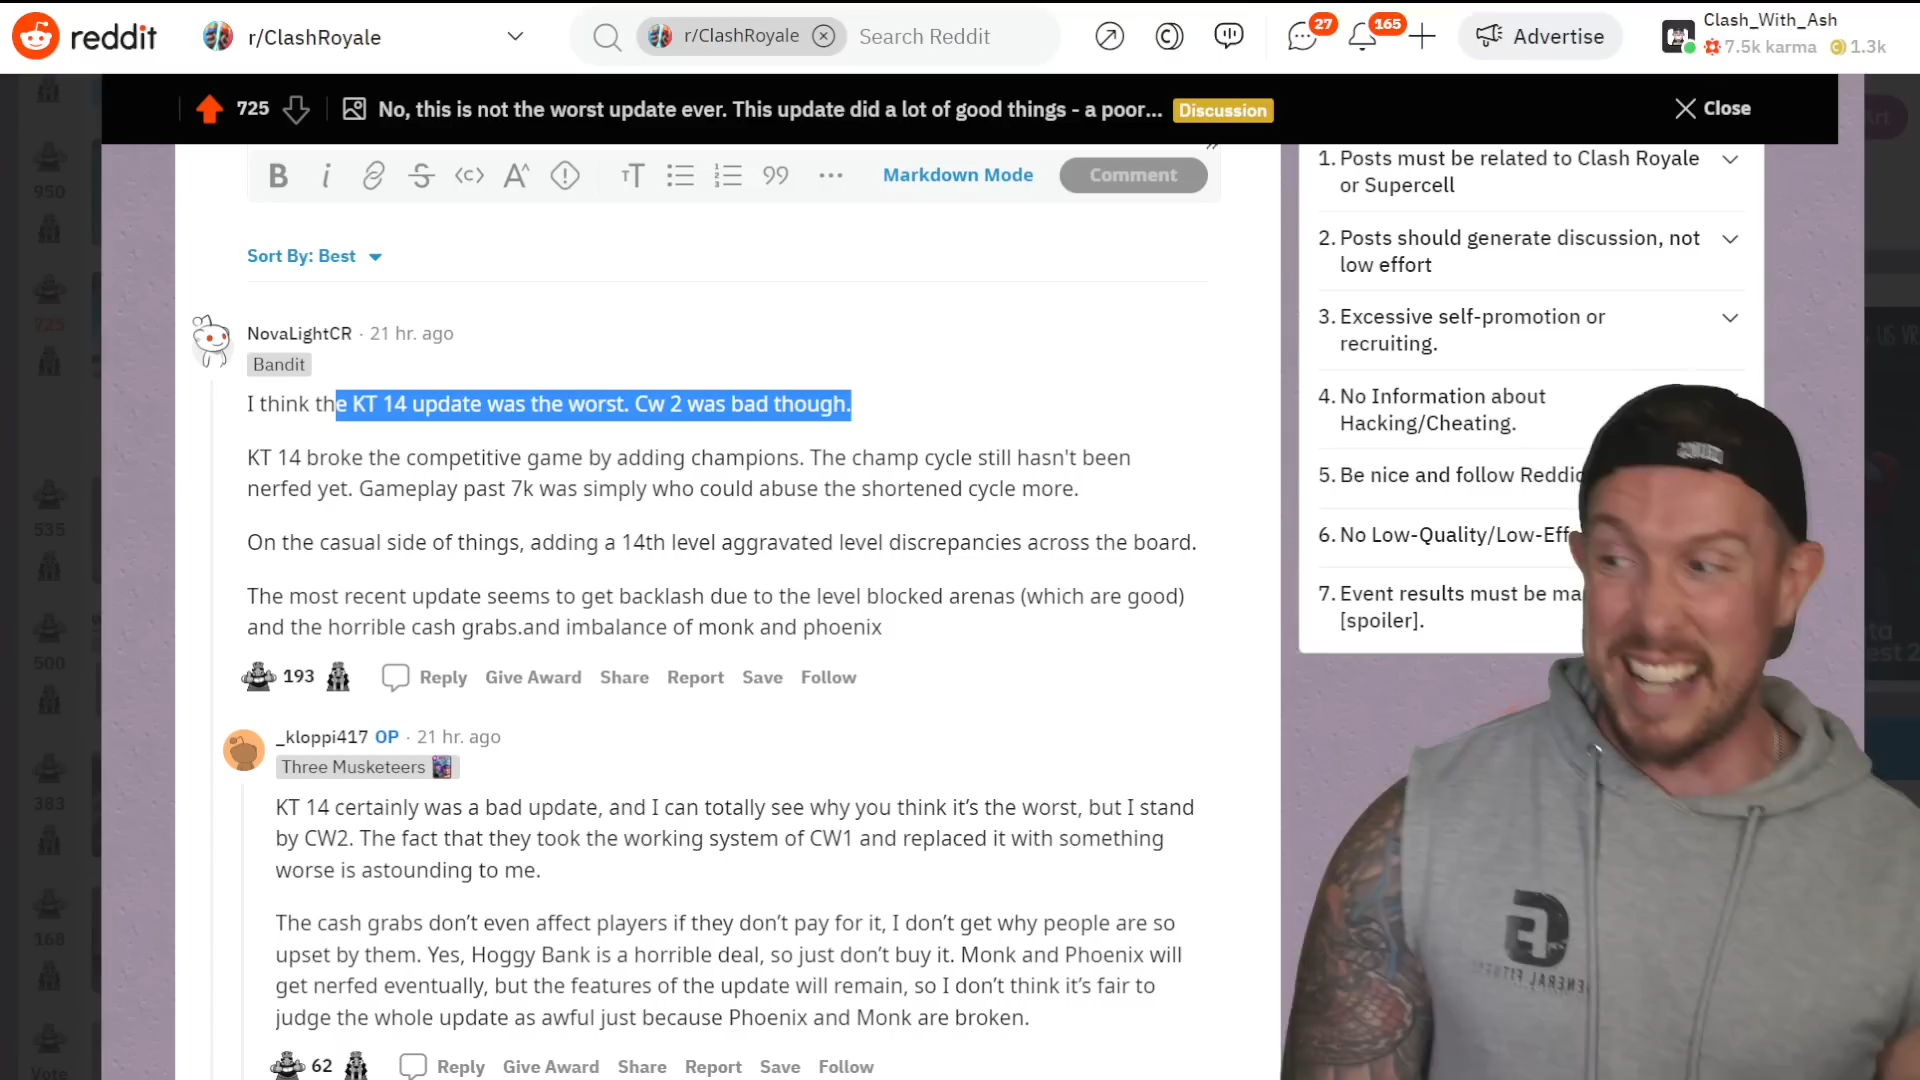 reddit
r/ClashRoyale
r/ClashRoyale
Search Reddit
27
165
Advertise
Clash_With_Ash
7.5k karma
1.3k
725
No, this is not the worst update ever. This update did a lot of good things - a poor...
Discussion
Close
Markdown Mode
Comment
Sort By: Best
NovaLightCR · 21 hr. ago
Bandit
I think the KT 14 update was the worst. Cw 2 was bad though.
KT 14 broke the competitive game by adding champions. The champ cycle still hasn't been
nerfed yet. Gameplay past 7k was simply who could abuse the shortened cycle more.
On the casual side of things, adding a 14th level aggravated level discrepancies across the board.
The most recent update seems to get backlash due to the level blocked arenas (which are good)
and the horrible cash grabs.and imbalance of monk and phoenix
193
Reply Give Award Share Report Save Follow
_kloppi417 OP · 21 hr. ago
Three Musketeers
KT 14 certainly was a bad update, and I can totally see why you think it’s the worst, but I stand
by CW2. The fact that they took the working system of CW1 and replaced it with something
worse is astounding to me.
The cash grabs don’t even affect players if they don’t pay for it, I don’t get why people are so
upset by them. Yes, Hoggy Bank is a horrible deal, so just don’t buy it. Monk and Phoenix will
get nerfed eventually, but the features of the update will remain, so I don’t think it’s fair to
judge the whole update as awful just because Phoenix and Monk are broken.
62
Reply Give Award Share Report Save Follow
1. Posts must be related to Clash Royale
or Supercell
2. Posts should generate discussion, not
low effort
3. Excessive self-promotion or
recruiting.
4. No Information about
Hacking/Cheating.
5. Be nice and follow Reddic
6. No Low-Quality/Low-Eff
7. Event results must be ma
[spoiler].
950
725
535
500
383
168
Vote